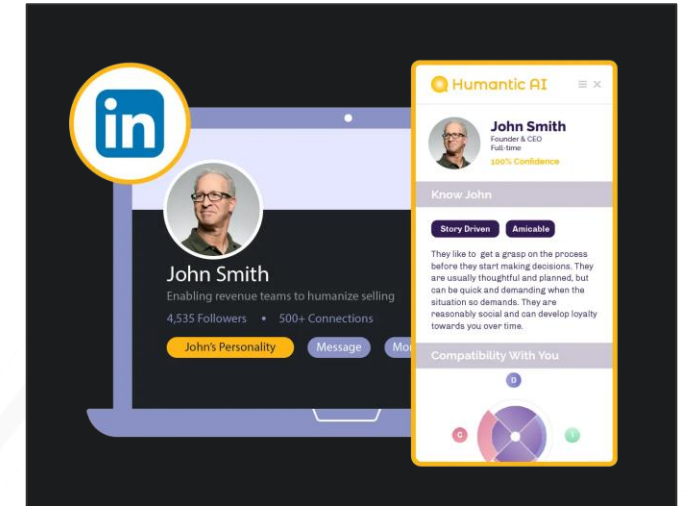 in
John Smith
Enabling revenue teams to humanize selling
4,535 Followers • 500+ Connections
John's Personality
Message
Mo
Humantic AI
John Smith
Founder & CEO
Full-time
100% Confidence
Know John
Story Driven
Amicable
They like to get a grasp on the process
before they start making decisions. They
are usually thoughtful and planned, but
can be quick and demanding when the
situation so demands. They are
reasonably social and can develop loyalty
towards you over time.
Compatibility With You
D
C
I